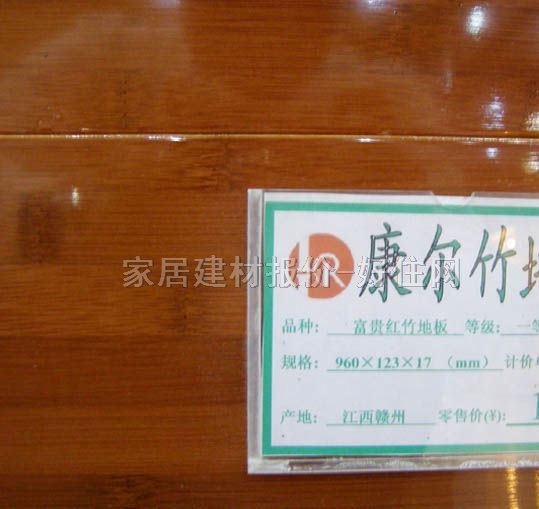 康尔竹
家居建材报价
住网
品种: 富贵红竹地板 等级: 一等
规格: 960×123×17 (mm) 计价
产地: 江西赣州 零售价(¥): 1